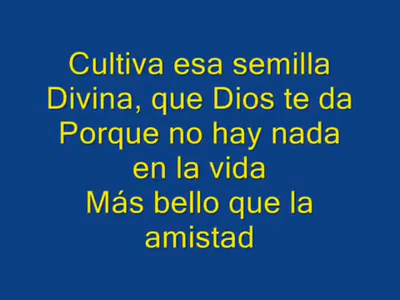 Cultiva esa semilla
Divina, que Dios te da
Porque no hay nada
en la vida
Más bello que la
amistad